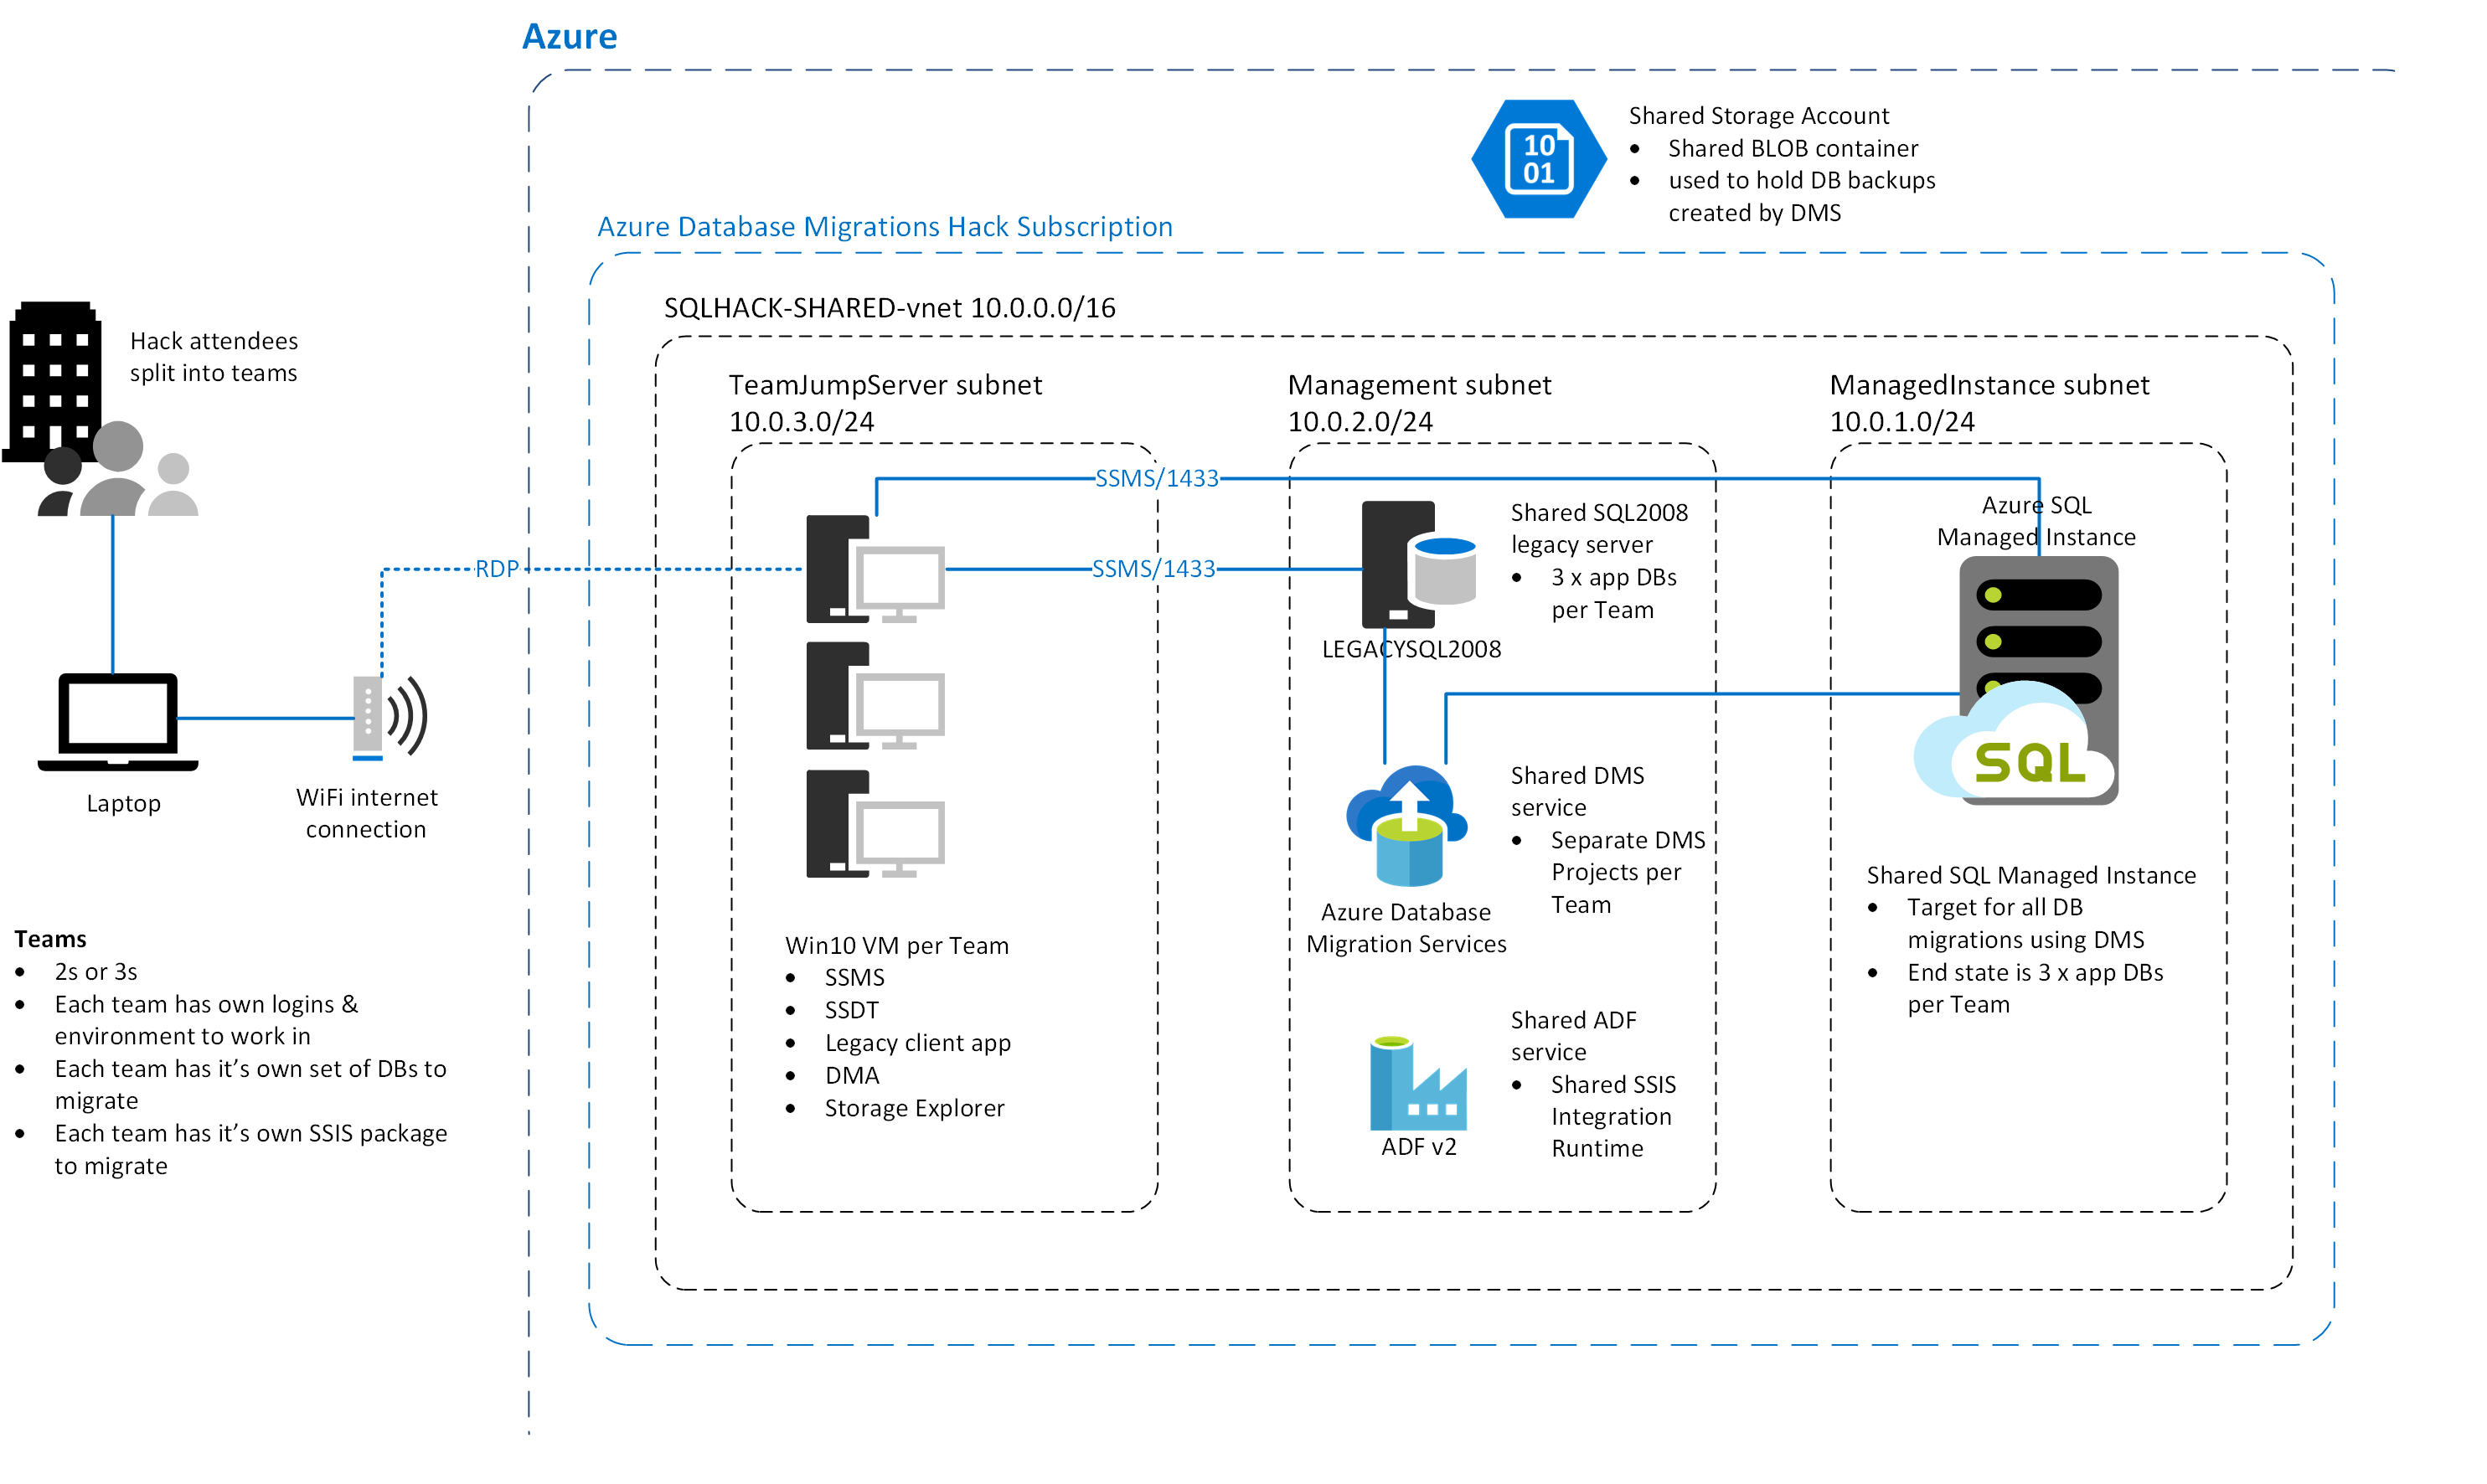 Azure
Shared Storage Account
• Shared BLOB container
• used to hold DB backups
created by DMS
10
01
Azure Database Migrations Hack Subscription
SQLHACK-SHARED-vnet 10.0.0.0/16
Hack attendees
split into teams
Laptop
WiFi internet
connection
RDP
Teams
• 2s or 3s
• Each team has own logins &
environment to work in
• Each team has it’s own set of DBs to
migrate
• Each team has it’s own SSIS package
to migrate
TeamJumpServer subnet
10.0.3.0/24
SSMS/1433
SSMS/1433
Win10 VM per Team
• SSMS
• SSDT
• Legacy client app
• DMA
• Storage Explorer
Management subnet
10.0.2.0/24
Shared SQL2008
legacy server
• 3 x app DBs
per Team
LEGACYSQL2008
Shared DMS
service
• Separate DMS
Projects per
Team
Azure Database
Migration Services
Shared ADF
service
• Shared SSIS
Integration
Runtime
ADF v2
ManagedInstance subnet
10.0.1.0/24
Azure SQL
Managed Instance
SQL
Shared SQL Managed Instance
• Target for all DB
migrations using DMS
• End state is 3 x app DBs
per Team